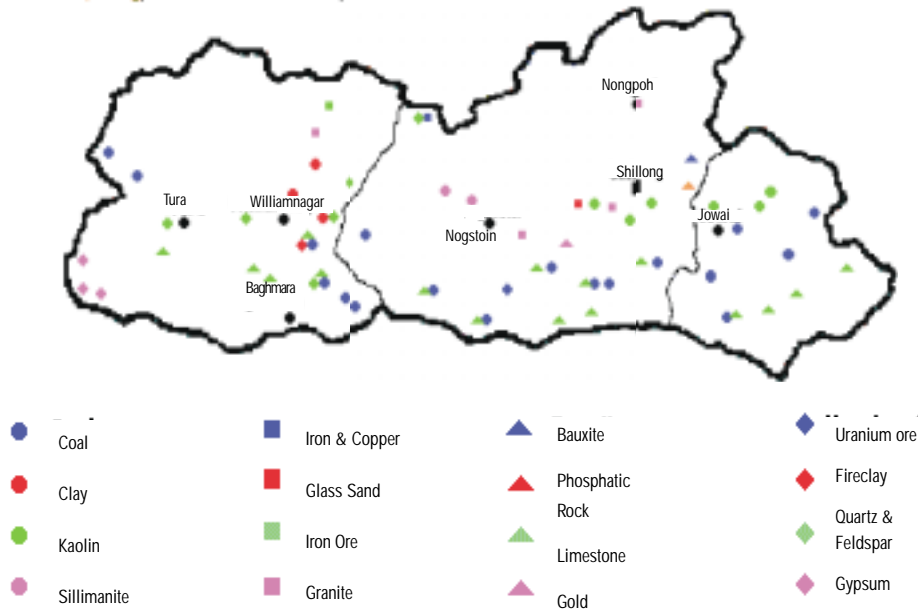 Nongpoh
Shillong
Tura
Williamnagar
Jowai
Nogstoin
Baghmara
Coal
Iron & Copper
Bauxite
Uranium ore
Clay
Glass Sand
Phosphatic
Rock
Fireclay
Kaolin
Iron Ore
Limestone
Quartz &
Feldspar
Sillimanite
Granite
Gold
Gypsum